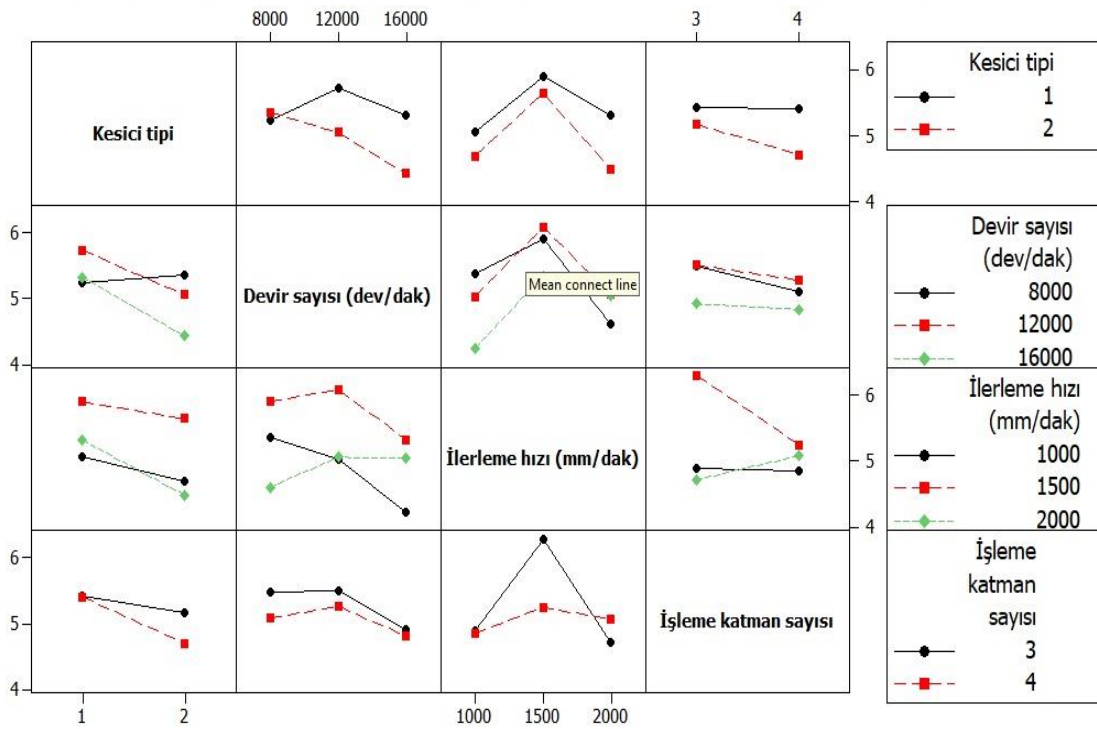 8000 12000 16000
3 4
Kesici tipi
6
5
4
Kesici tipi
1
2
6
5
4
Devir sayısı (dev/dak)
Mean connect line
Devir sayısı
(dev/dak)
8000
12000
16000
İlerleme hızı (mm/dak)
6
5
4
İlerleme hızı
(mm/dak)
1000
1500
2000
6
5
4
İşleme katman sayısı
İşleme
katman
sayısı
3
4
1 2
1000 1500 2000